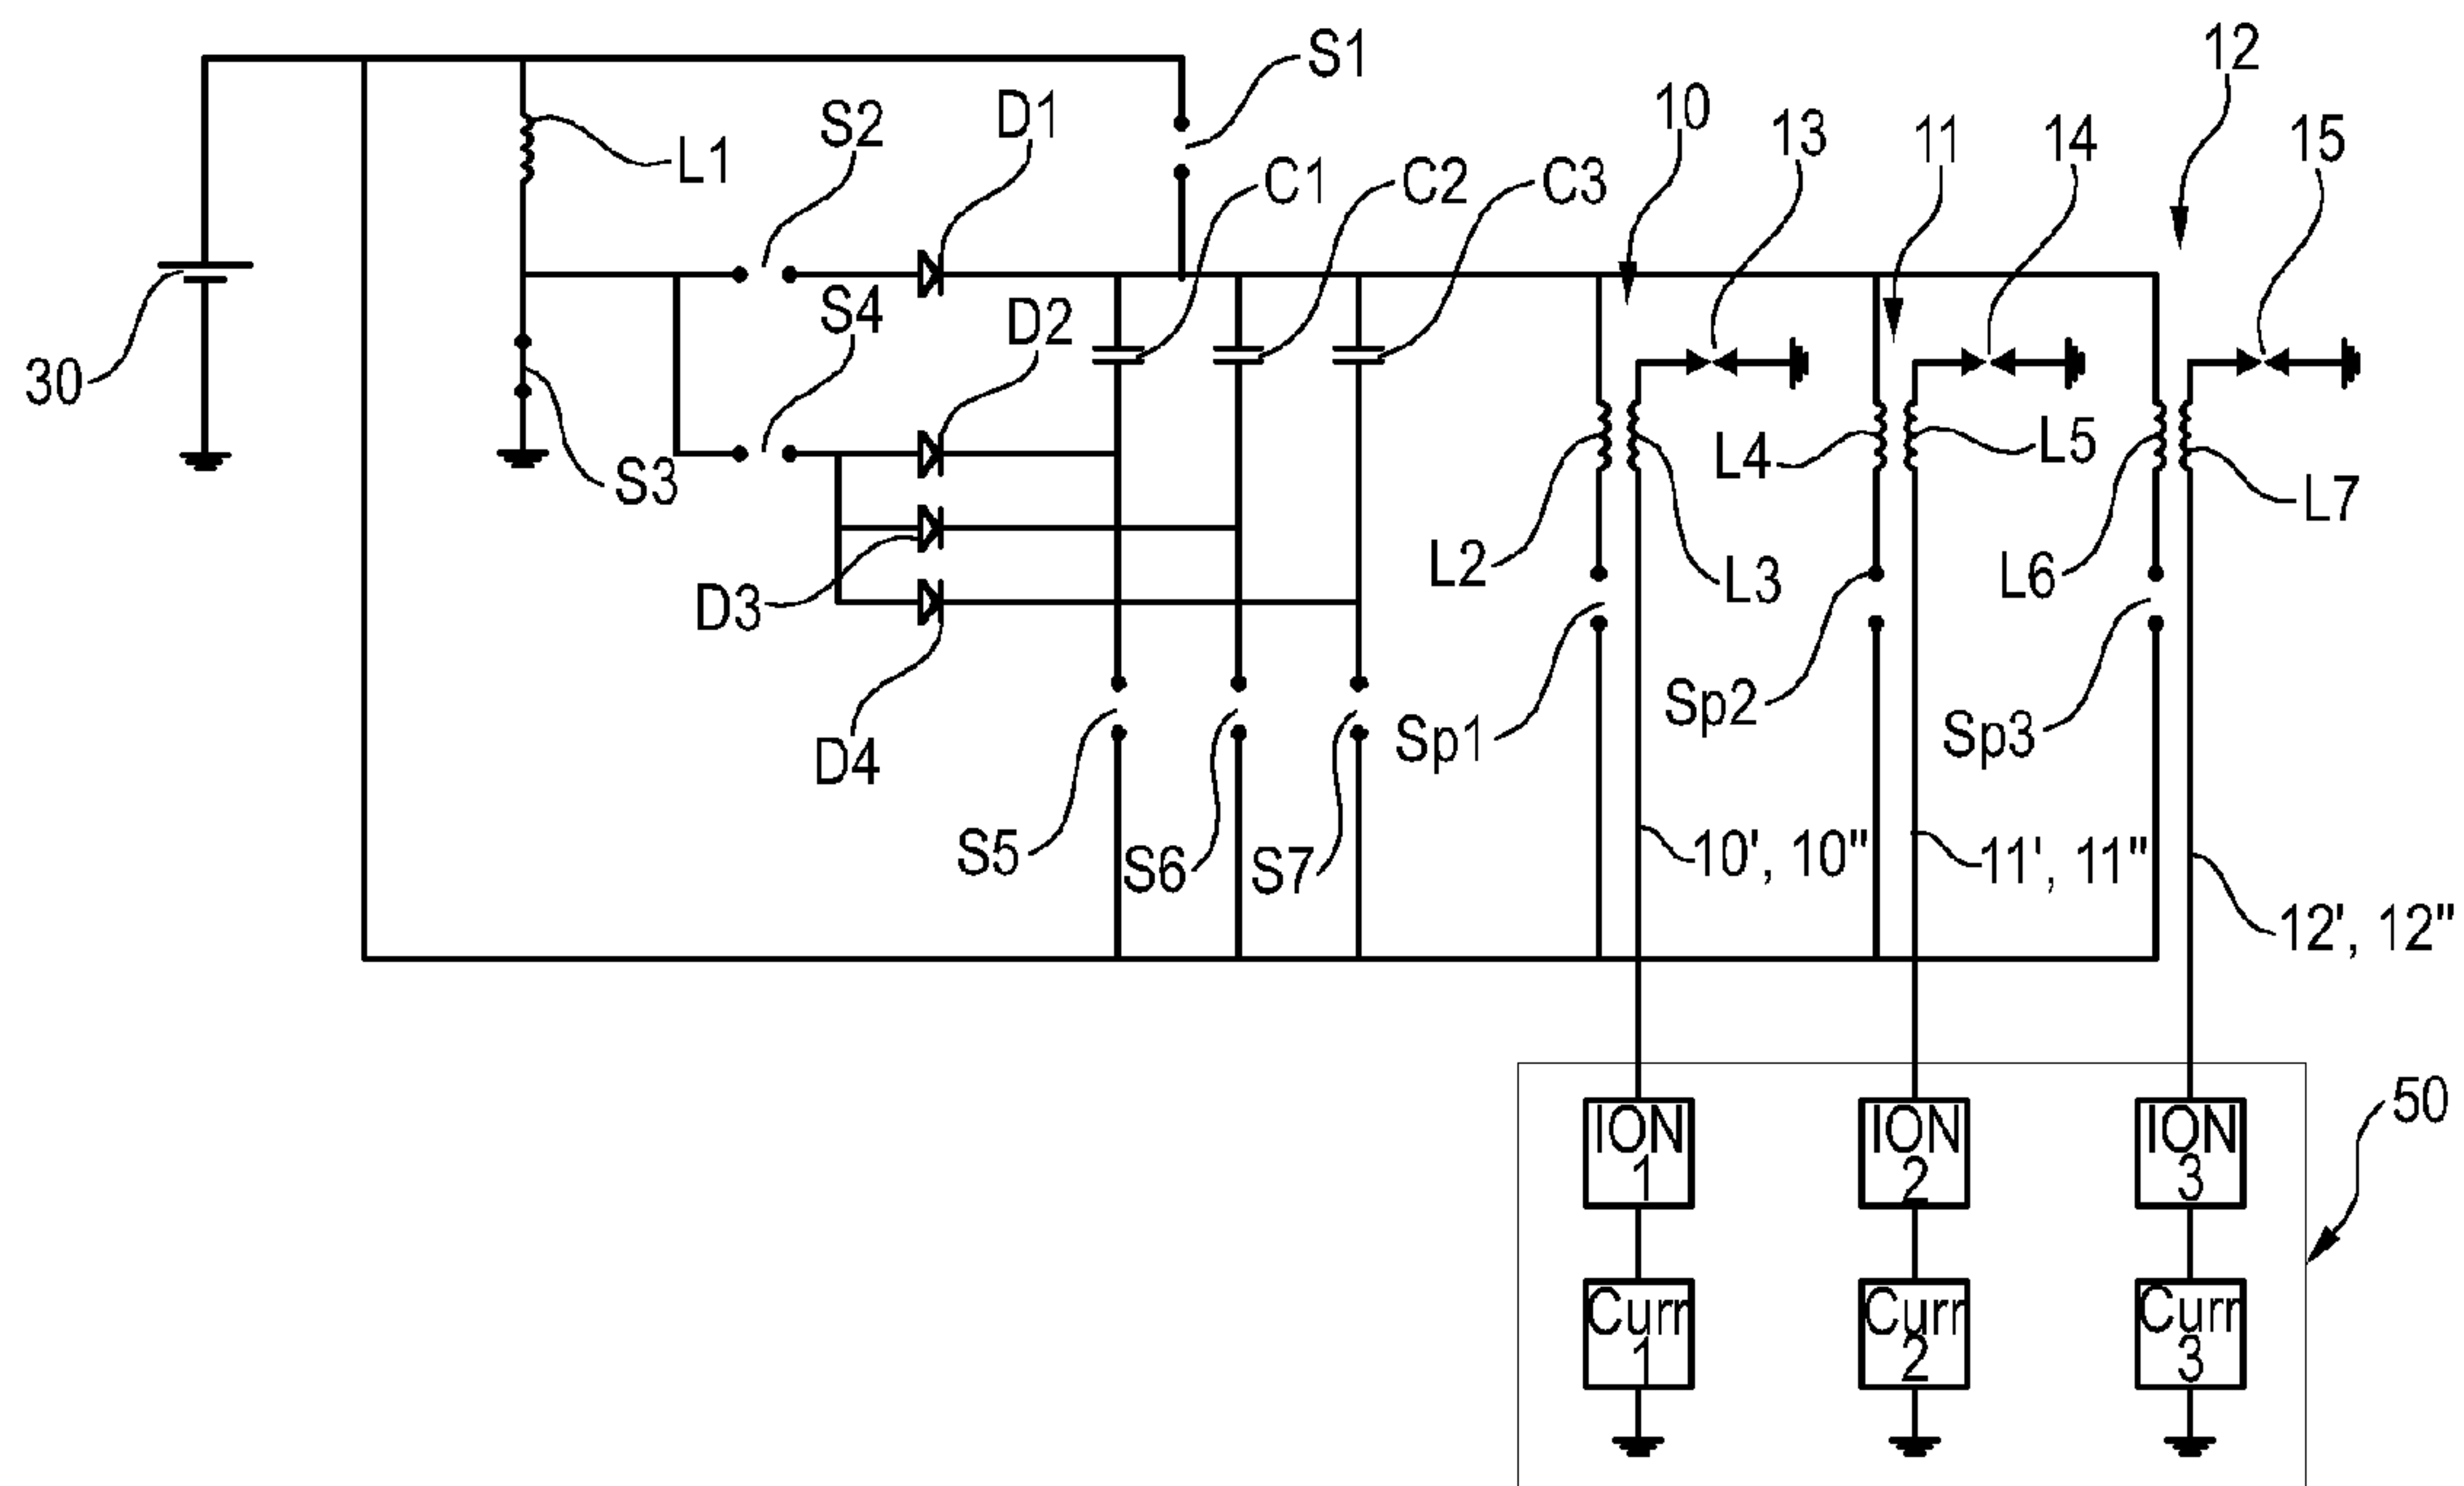 S1
12
S2
D1
10
13
11
14
15
L1
C1
C2
C3
S4
D2
30
S3
L4
L5
L7
L2
L3
L6
D3
Sp2
Sp1
Sp3
D4
S5
S6
S7
10', 10"
11', 11"
12', 12"
50
ION
1
ION
2
ION
3
Curr
1
Curr
2
Curr
3